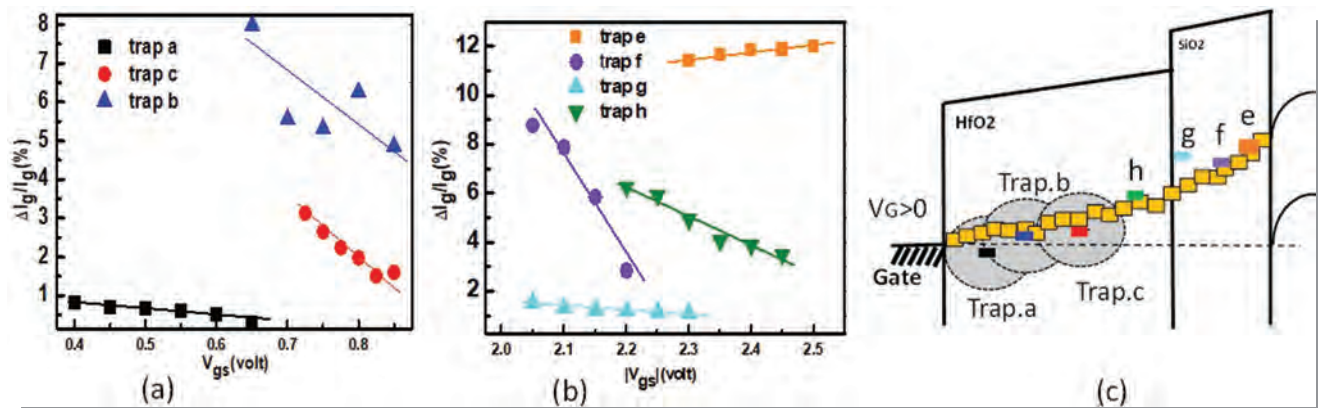 8
7
6
5
4
3
2
1
ΔIg/Ig(%)
trap a
trap c
trap b
0.4 0.5 0.6 0.7 0.8
Vgs(volt)
(a)
12
10
8
6
4
2
ΔIg/Ig(%)
trap e
trap f
trap g
trap h
2.0 2.1 2.2 2.3 2.4 2.5
|Vgs|(volt)
(b)
SiO2
HfO2
e
f
g
h
Trap.b
VG>0
Gate
Trap.a
Trap.c
(c)